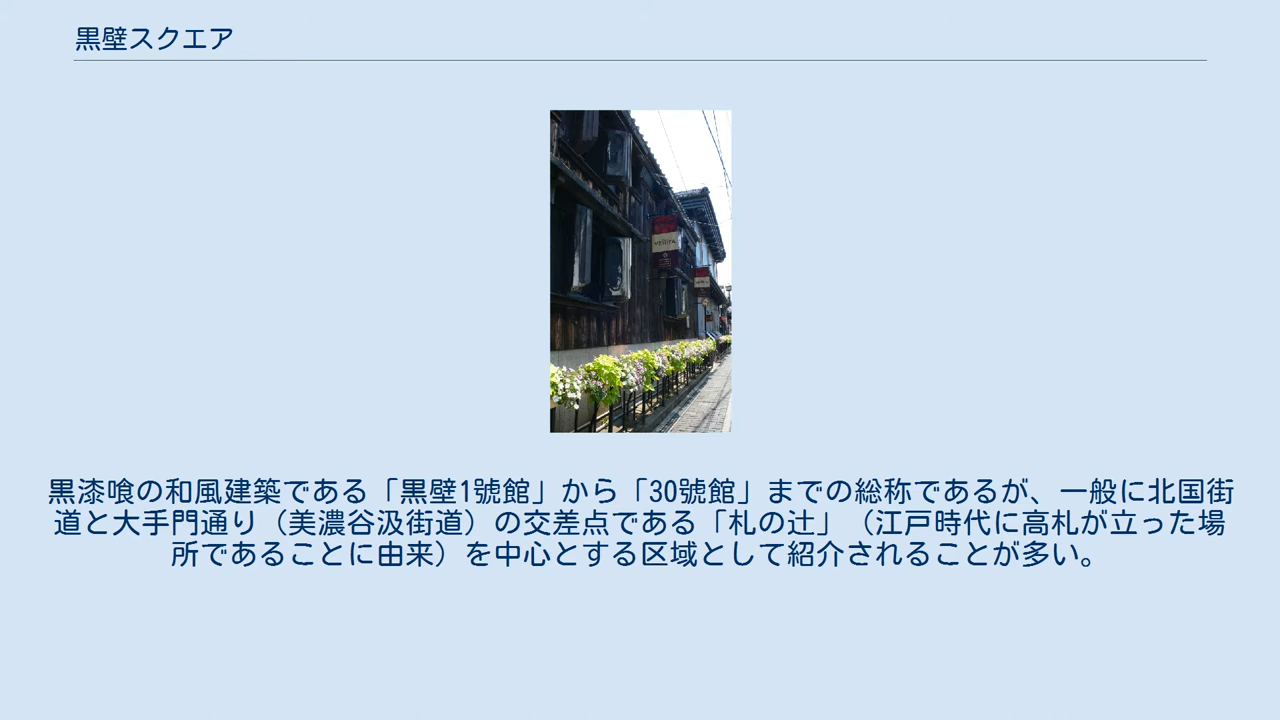 黒壁スクエア
黒漆喰の和風建築である「黒壁1號館」から「30號館」までの総称であるが、一般に北国街
道と大手門通り（美濃谷汲街道）の交差点である「札の辻」（江戸時代に高札が立った場
所であることに由来）を中心とする区域として紹介されることが多い。